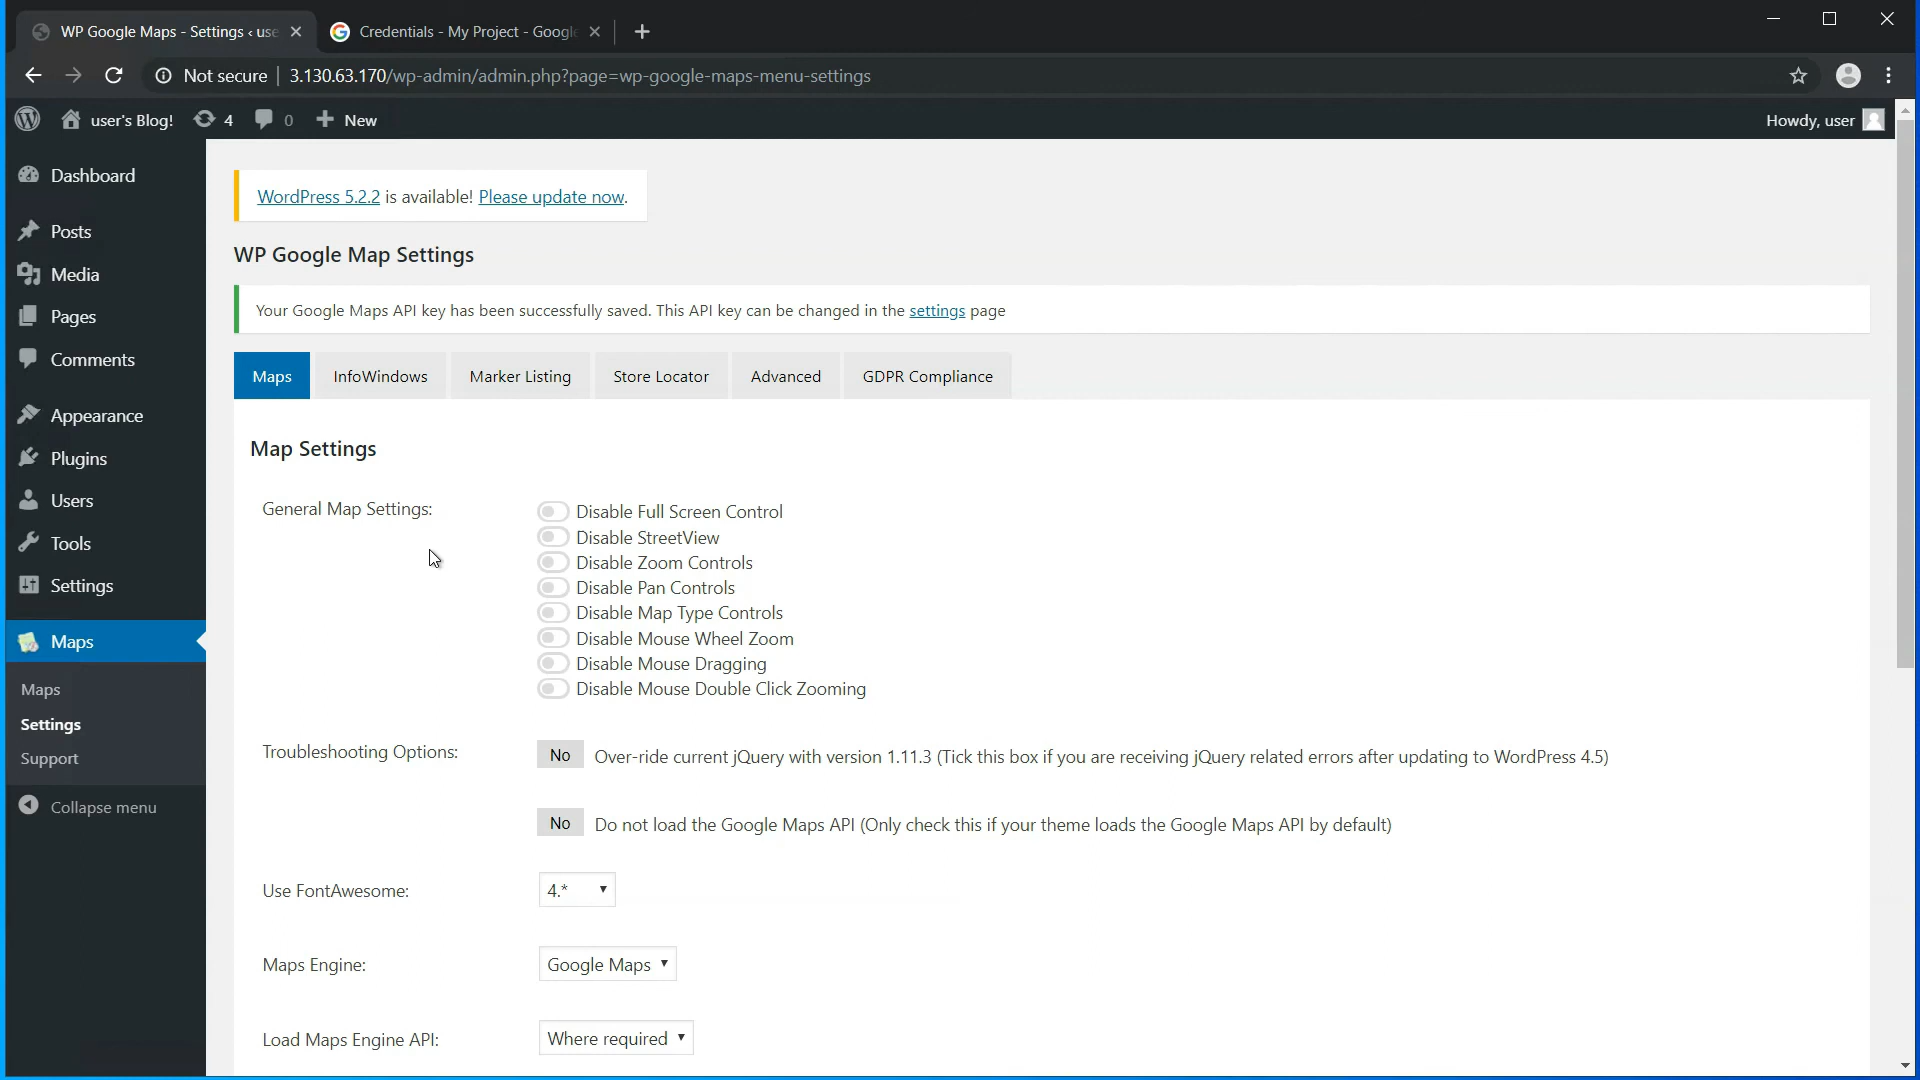 WP Google Maps - Settings ‹ use
Credentials - My Project - Google
Not secure
3.130.63.170/wp-admin/admin.php?page=wp-google-maps-menu-settings
user's Blog!
4
0
New
Howdy, user
Dashboard
Posts
Media
Pages
Comments
Appearance
Plugins
Users
Tools
Settings
Maps
Maps
Settings
Support
Collapse menu
WordPress 5.2.2 is available! Please update now.
WP Google Map Settings
Your Google Maps API key has been successfully saved. This API key can be changed in the settings page
Maps
InfoWindows
Marker Listing
Store Locator
Advanced
GDPR Compliance
Map Settings
General Map Settings:
Disable Full Screen Control
Disable StreetView
Disable Zoom Controls
Disable Pan Controls
Disable Map Type Controls
Disable Mouse Wheel Zoom
Disable Mouse Dragging
Disable Mouse Double Click Zooming
Troubleshooting Options:
No
Over-ride current jQuery with version 1.11.3 (Tick this box if you are receiving jQuery related errors after updating to WordPress 4.5)
No
Do not load the Google Maps API (Only check this if your theme loads the Google Maps API by default)
Use FontAwesome:
4.*
Maps Engine:
Google Maps
Load Maps Engine API:
Where required